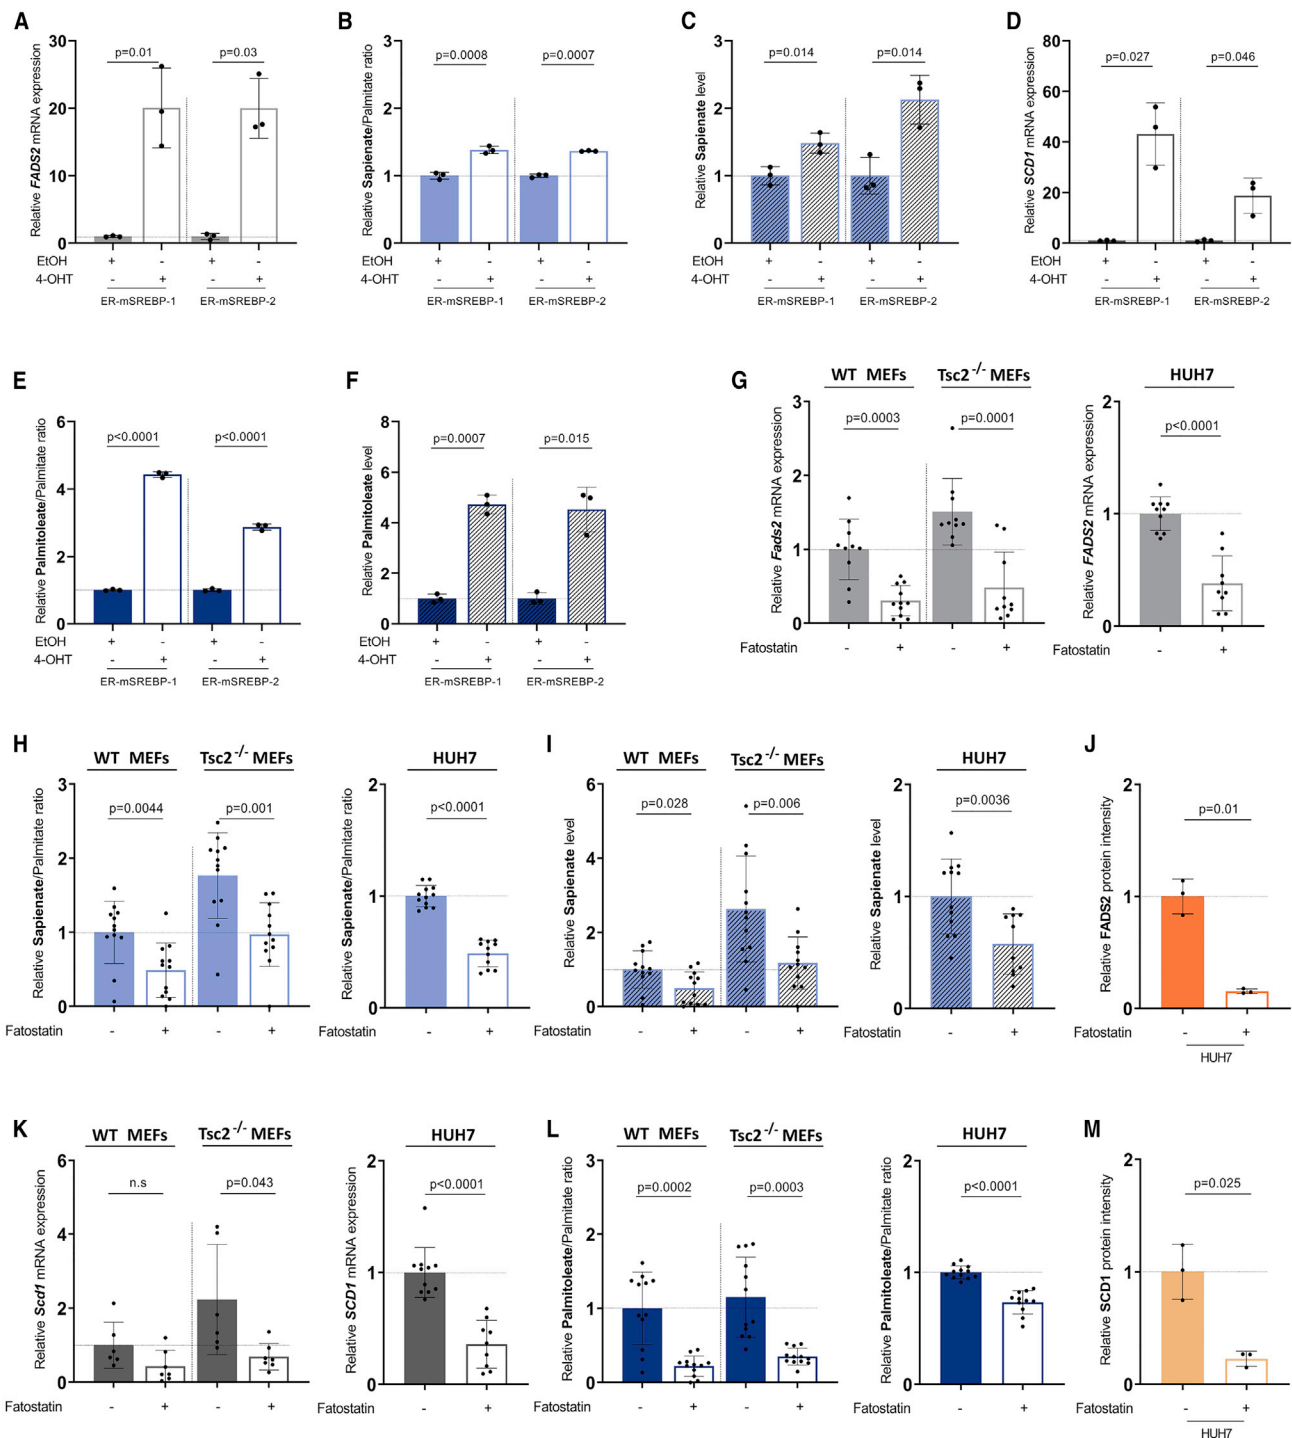 A
Relative FADS2 mRNA expression
30
20
10
0
p=0.01
p=0.03
EtOH + - + -
4-OHT - + - +
ER-mSREBP-1 ER-mSREBP-2
B
Relative Sapienate/Palmitate ratio
3
2
1
0
p=0.0008
p=0.0007
+ - + -
- + - +
ER-mSREBP-1 ER-mSREBP-2
C
Relative Sapienate level
3
2
1
0
p=0.014
p=0.014
EtOH + - + -
4-OHT - + - +
ER-mSREBP-1 ER-mSREBP-2
D
Relative SCD1 mRNA expression
80
60
40
20
0
p=0.027
p=0.046
+ - + -
- + - +
ER-mSREBP-1 ER-mSREBP-2
E
Relative Palmitoleate/Palmitate ratio
6
4
2
0
p<0.0001
p<0.0001
EtOH + - + -
4-OHT - + - +
ER-mSREBP-1 ER-mSREBP-2
F
Relative Palmitoleate level
8
6
4
2
0
p=0.0007
p=0.015
+ - + -
- + - +
ER-mSREBP-1 ER-mSREBP-2
G
WT MEFs Tsc2-/- MEFs
Relative Fads2 mRNA expression
3
2
1
0
p=0.0003
p=0.0001
Fatostatin - + - +
HUH7
Relative FADS2 mRNA expression
2
1
0
p<0.0001
Fatostatin - +
H
WT MEFs Tsc2-/- MEFs
Relative Sapienate/Palmitate ratio
3
2
1
0
p=0.0044
p=0.001
Fatostatin - + - +
HUH7
Relative Sapienate/Palmitate ratio
2
1
0
p<0.0001
- +
I
WT MEFs Tsc2-/- MEFs
Relative Sapienate level
6
4
2
0
p=0.028
p=0.006
Fatostatin - + - +
HUH7
Relative Sapienate level
2
1
0
p=0.0036
Fatostatin - +
J
Relative FADS2 protein intensity
2
1
0
p=0.01
Fatostatin - +
HUH7
K
WT MEFs Tsc2-/- MEFs
Relative Scd1 mRNA expression
6
4
2
0
n.s
p=0.043
Fatostatin - + - +
HUH7
Relative SCD1 mRNA expression
2
1
0
p<0.0001
Fatostatin - +
L
WT MEFs Tsc2-/- MEFs
Relative Palmitoleate/Palmitate ratio
3
2
1
0
p=0.0002
p=0.0003
Fatostatin - + - +
HUH7
Relative Palmitoleate/Palmitate ratio
2
1
0
p<0.0001
Fatostatin - +
M
Relative SCD1 protein intensity
2
1
0
p=0.025
Fatostatin - +
HUH7